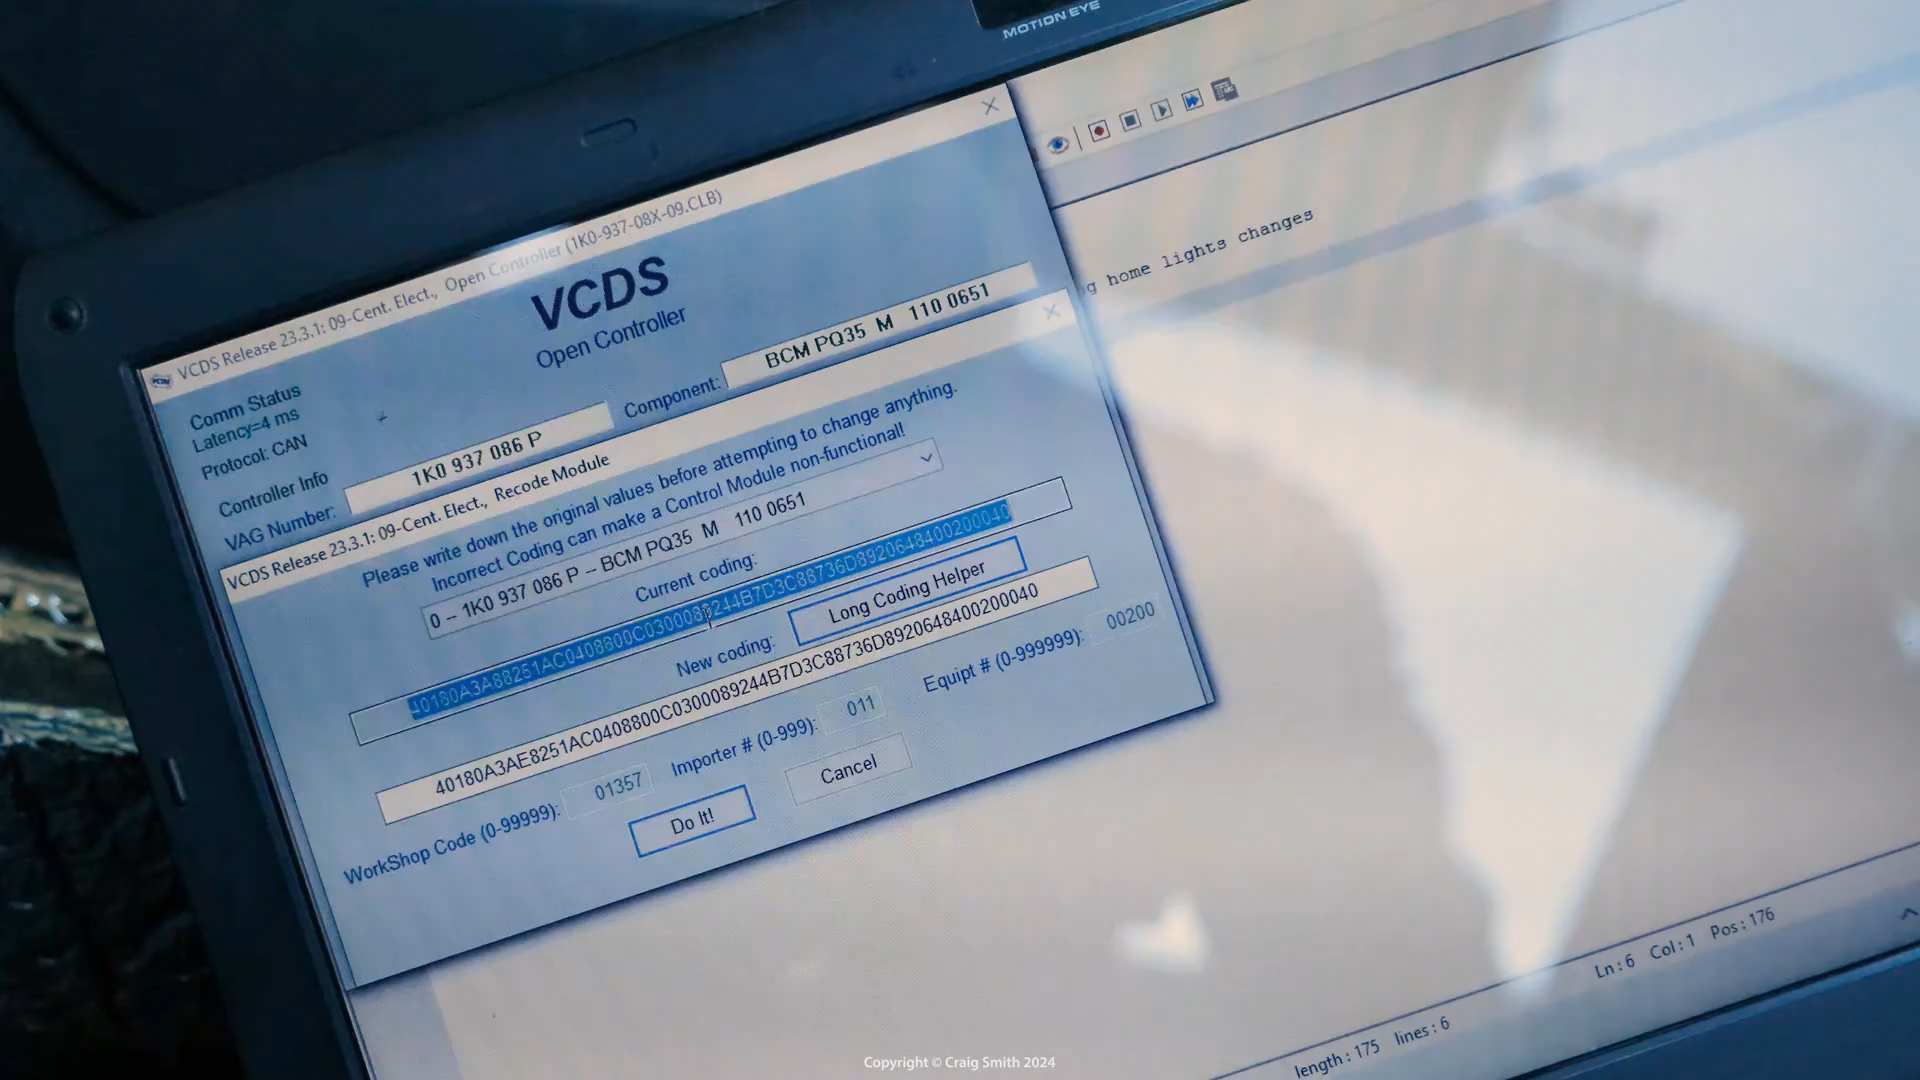 MOTION EYE
VCDS Release 23.3.1: 09-Cent. Elect., Open Controller (1K0-937-08X-09.CLB)
VCDS
Open Controller
Comm Status
Latency=4 ms
Protocol: CAN
Controller Info
VAG Number:
1K0 937 086 P
Component:
BCM PQ35 M 110 0651
g home lights changes
VCDS Release 23.3.1: 09-Cent. Elect., Recode Module
Please write down the original values before attempting to change anything.
Incorrect Coding can make a Control Module non-functional!
0 -- 1K0 937 086 P -- BCM PQ35 M 110 0651
Current coding:
40180A3A88251AC0408800C0300089244B7D3C88736D8920648400200040
Long Coding Helper
New coding:
40180A3AE8251AC0408800C0300089244B7D3C88736D8920648400200040
WorkShop Code (0-99999):
01357
Importer # (0-999):
011
Equipt # (0-999999):
00200
Do It!
Cancel
length : 175 lines : 6
Ln : 6 Col : 1 Pos : 176
Copyright © Craig Smith 2024